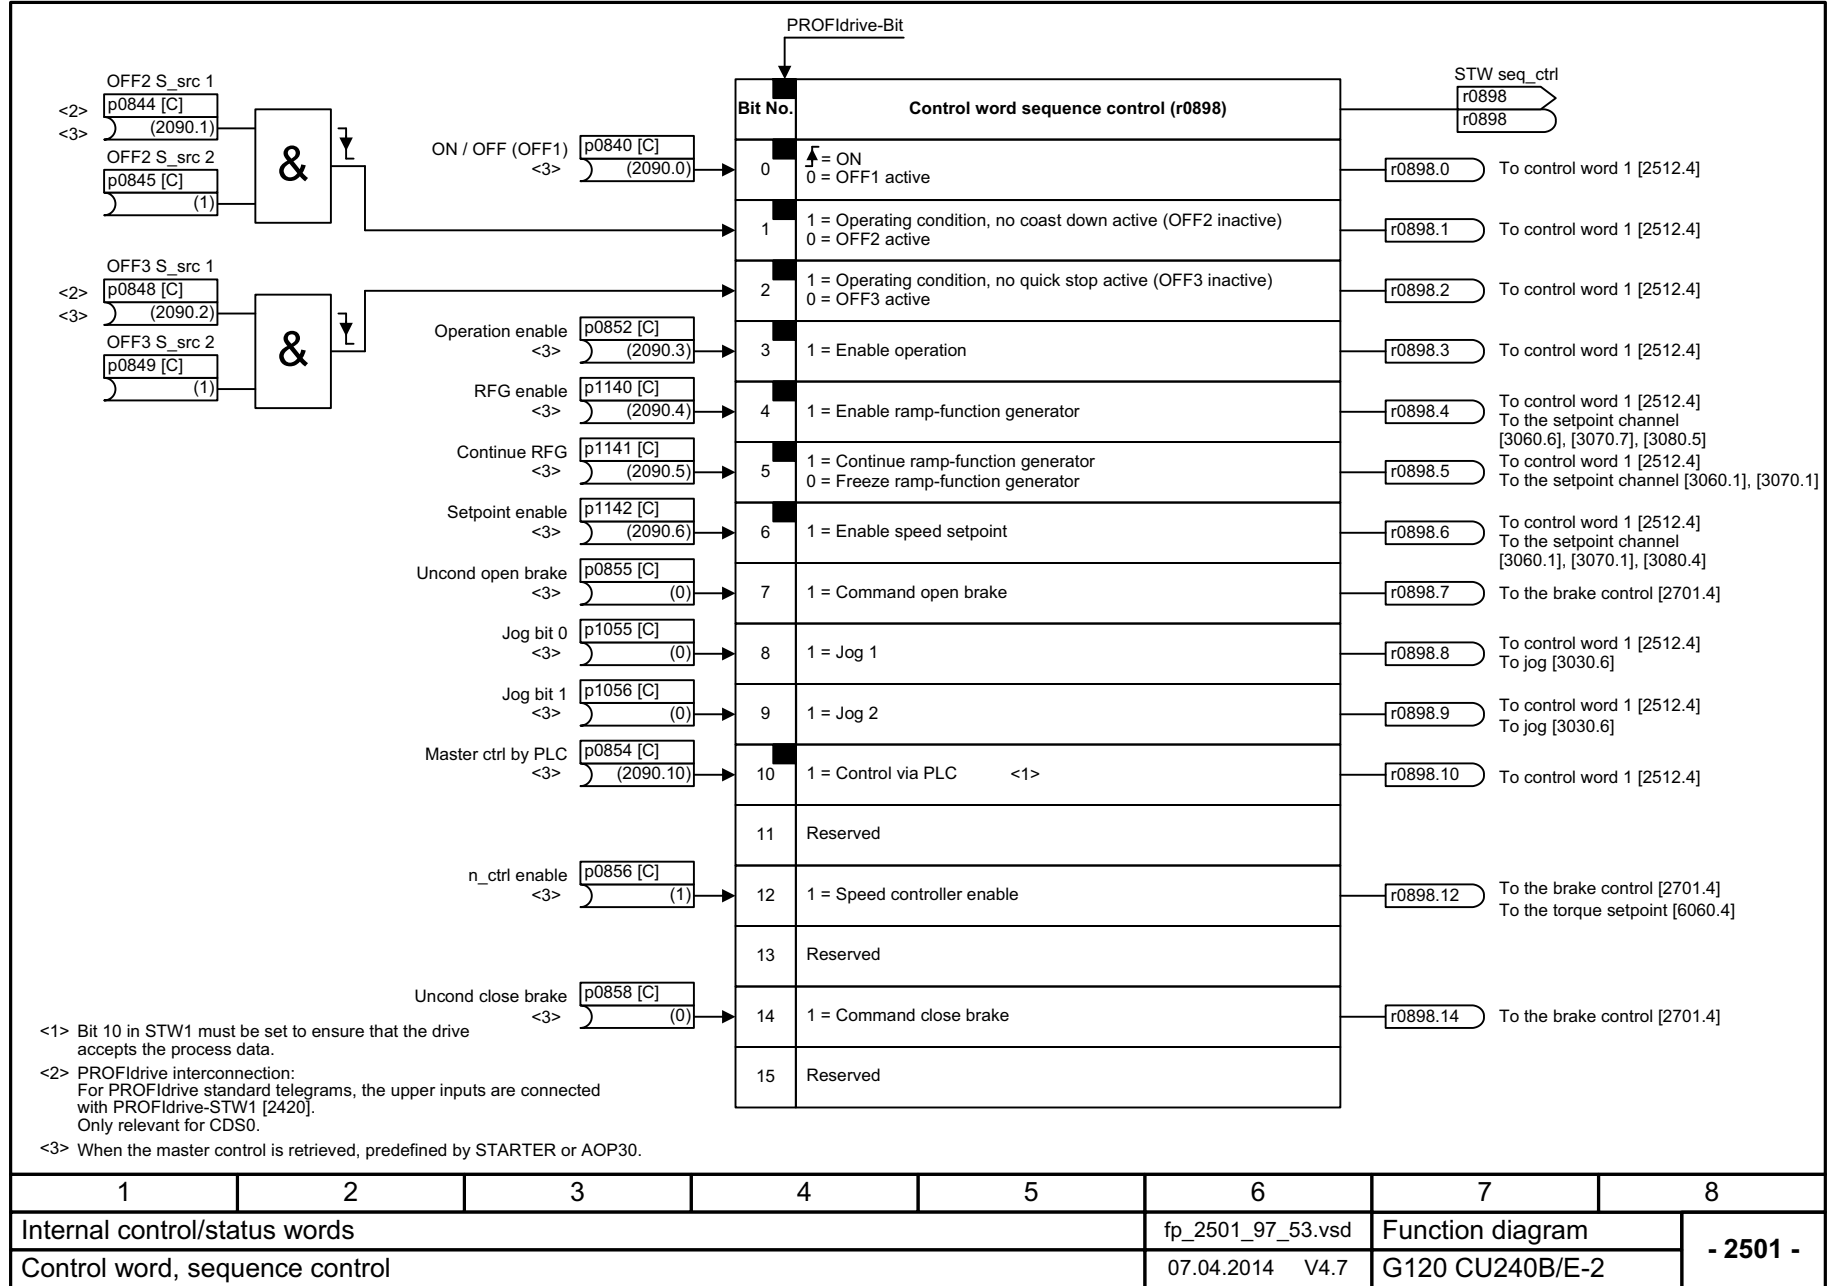 PROFIdrive-Bit
OFF2 S_src 1
<2> p0844 [C]
<3> (2090.1)
OFF2 S_src 2
p0845 [C]
(1)
&
OFF3 S_src 1
<2> p0848 [C]
<3> (2090.2)
OFF3 S_src 2
p0849 [C]
(1)
&
Bit No. Control word sequence control (r0898)
STW seq_ctrl
r0898
r0898
ON / OFF (OFF1) p0840 [C]
<3> (2090.0)
0 = ON
0 = OFF1 active
r0898.0 To control word 1 [2512.4]
1 1 = Operating condition, no coast down active (OFF2 inactive)
0 = OFF2 active
r0898.1 To control word 1 [2512.4]
2 1 = Operating condition, no quick stop active (OFF3 inactive)
0 = OFF3 active
r0898.2 To control word 1 [2512.4]
Operation enable p0852 [C]
<3> (2090.3)
3 1 = Enable operation
r0898.3 To control word 1 [2512.4]
RFG enable p1140 [C]
<3> (2090.4)
4 1 = Enable ramp-function generator
r0898.4 To control word 1 [2512.4]
To the setpoint channel
[3060.6], [3070.7], [3080.5]
Continue RFG p1141 [C]
<3> (2090.5)
5 1 = Continue ramp-function generator
0 = Freeze ramp-function generator
r0898.5 To control word 1 [2512.4]
To the setpoint channel [3060.1], [3070.1]
Setpoint enable p1142 [C]
<3> (2090.6)
6 1 = Enable speed setpoint
r0898.6 To control word 1 [2512.4]
To the setpoint channel
[3060.1], [3070.1], [3080.4]
Uncond open brake p0855 [C]
<3> (0)
7 1 = Command open brake
r0898.7 To the brake control [2701.4]
Jog bit 0 p1055 [C]
<3> (0)
8 1 = Jog 1
r0898.8 To control word 1 [2512.4]
To jog [3030.6]
Jog bit 1 p1056 [C]
<3> (0)
9 1 = Jog 2
r0898.9 To control word 1 [2512.4]
To jog [3030.6]
Master ctrl by PLC p0854 [C]
<3> (2090.10)
10 1 = Control via PLC <1>
r0898.10 To control word 1 [2512.4]
11 Reserved
n_ctrl enable p0856 [C]
<3> (1)
12 1 = Speed controller enable
r0898.12 To the brake control [2701.4]
To the torque setpoint [6060.4]
13 Reserved
Uncond close brake p0858 [C]
<3> (0)
14 1 = Command close brake
r0898.14 To the brake control [2701.4]
15 Reserved
<1> Bit 10 in STW1 must be set to ensure that the drive
accepts the process data.
<2> PROFIdrive interconnection:
For PROFIdrive standard telegrams, the upper inputs are connected
with PROFIdrive-STW1 [2420].
Only relevant for CDS0.
<3> When the master control is retrieved, predefined by STARTER or AOP30.
1 2 3 4 5 6 7 8
Internal control/status words fp_2501_97_53.vsd Function diagram
- 2501 -
Control word, sequence control 07.04.2014 V4.7 G120 CU240B/E-2